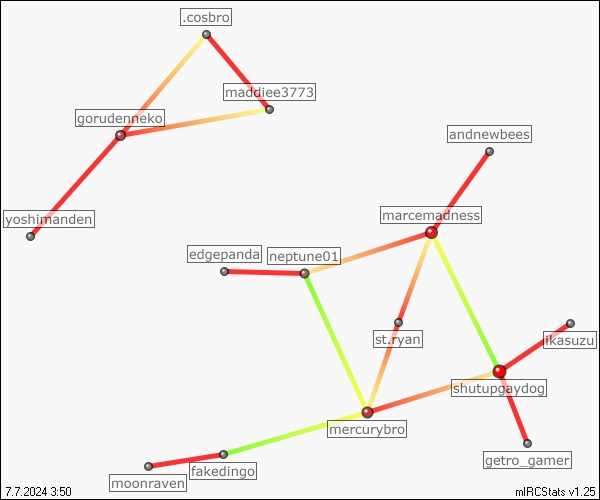 .cosbro
maddiee3773
gorudenneko
andnewbees
yoshimanden
marcemadness
edgepanda
neptune01
st.ryan
ikasuzu
shutupgaydog
mercurybro
getro_gamer
fakedingo
moonraven
7.7.2024 3:50
mIRCStats v1.25